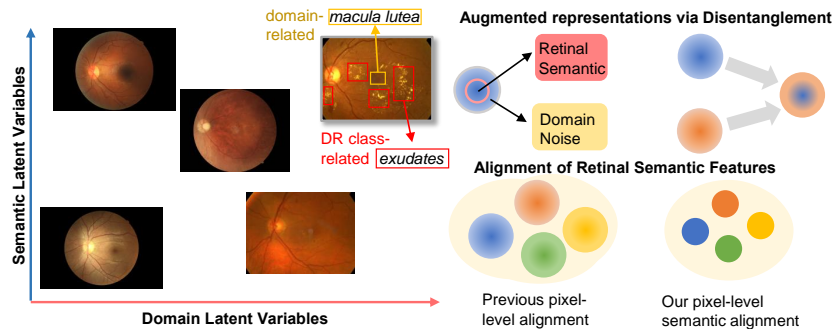 Semantic Latent Variables
Domain Latent Variables
domain-
related macula lutea
DR class-
related exudates
Augmented representations via Disentanglement
Retinal
Semantic
Domain
Noise
Alignment of Retinal Semantic Features
Previous pixel-
level alignment
Our pixel-level
semantic alignment